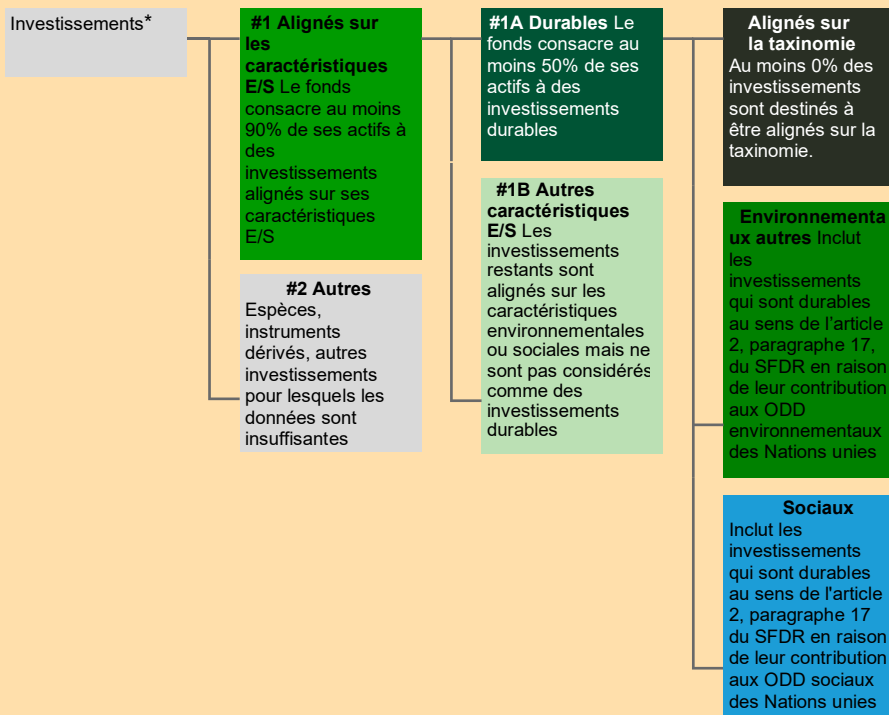 Investissements*
#1 Alignés sur
les
caractéristiques
E/S Le fonds
consacre au moins
90% de ses actifs à
des
investissements
alignés sur ses
caractéristiques
E/S
#2 Autres
Espèces,
instruments
dérivés, autres
investissements
pour lesquels les
données sont
insuffisantes
#1A Durables Le
fonds consacre au
moins 50% de ses
actifs à des
investissements
durables
#1B Autres
caractéristiques
E/S Les
investissements
restants sont
alignés sur les
caractéristiques
environnementales
ou sociales mais ne
sont pas considérés
comme des
investissements
durables
Alignés sur
la taxinomie
Au moins 0% des
investissements
sont destinés à
être alignés sur la
taxinomie.
Environnementa
ux autres Inclut
les
investissements
qui sont durables
au sens de l’article
2, paragraphe 17,
du SFDR en raison
de leur contribution
aux ODD
environnementaux
des Nations unies
Sociaux
Inclut les
investissements
qui sont durables
au sens de l'article
2, paragraphe 17
du SFDR en raison
de leur contribution
aux ODD sociaux
des Nations unies